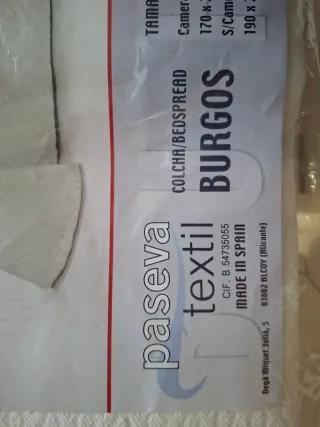 paseva
textil
CIF. B 54735055
MADE IN SPAIN
Degà Miquel Julià, 5 03802 ALCOY (Alicante)
COLCHA/BEDSPREAD
BURGOS
TAMA
Camer
170 x
S/Cam
190 x